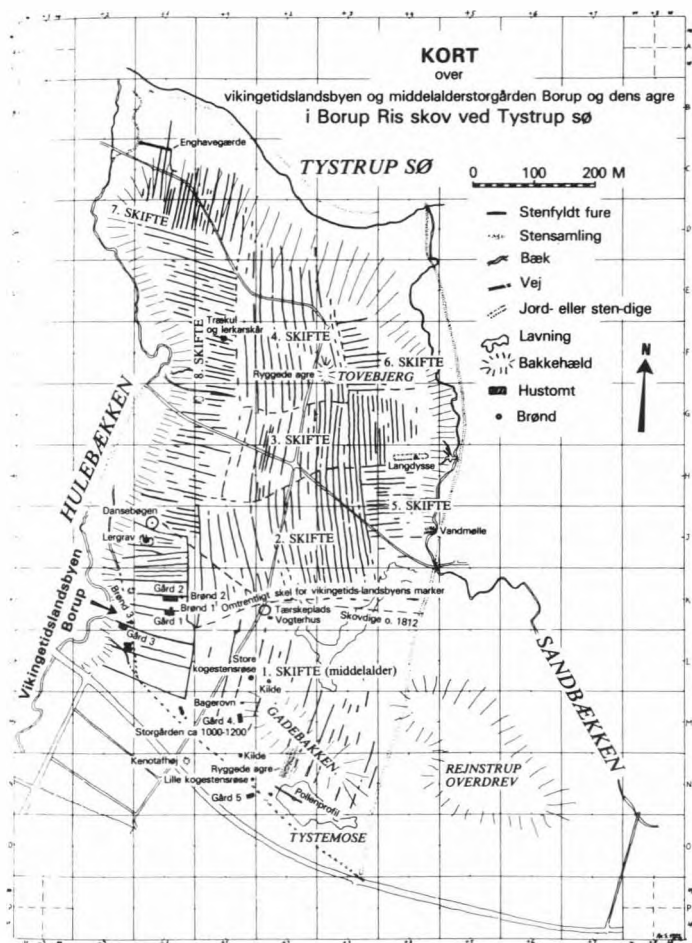 KORT
over
vikingetidslandsbyen og middelalderstorgården Borup og dens agre
i Borup Ris skov ved Tystrup sø
Enghavegærde
TYSTRUP SØ
0 100 200 M
Stenfyldt fure
Stensamling
Bæk
Vej
Jord- eller sten-dige
Lavning
Bakkehæld
Hustomt
Brønd
N
7. SKIFTE
8. SKIFTE
Trækul
og lerkarskår
4. SKIFTE
6. SKIFTE
Ryggede agre
TOVEBJERG
3. SKIFTE
HULEBÆKKEN
Langdysse
5. SKIFTE
Dansebøgen
Lergrav
2. SKIFTE
Vandmølle
Vikingetidslandsbyen
Borup
Gård 2
Brønd 2
Brønd 1
Omtrentligt skel for vikingetids-landsbyens marker
Gård 1
Brønd 3
Gård 3
Tærskeplads
Vogterhus
Skovdige o. 1812
Store
kogestensrøse
1. SKIFTE (middelalder)
Kilde
SANDBÆKKEN
Bagerovn
Gård 4.
Storgården ca 1000-1200
GADEBAKKEN
Kenotafhøj
Kilde
Ryggede agre
Lille kogestensrøse
REJNSTRUP
OVERDREV
Gård 5
Pollenprofil
TYSTEMOSE